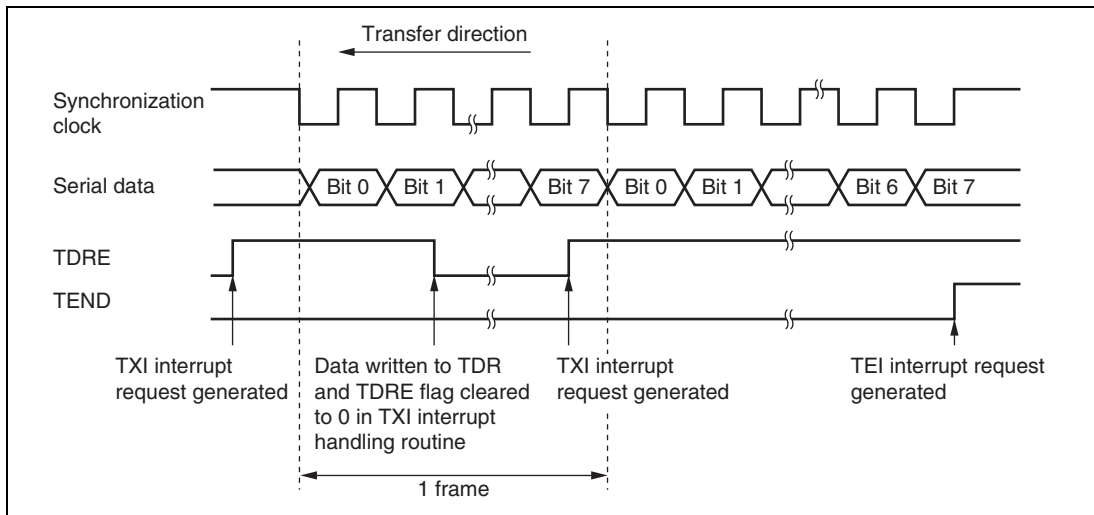 Transfer direction
Synchronization
clock
Serial data
Bit 0
Bit 1
Bit 7
Bit 0
Bit 1
Bit 6
Bit 7
TDRE
TEND
TXI interrupt
request generated
Data written to TDR
and TDRE flag cleared
to 0 in TXI interrupt
handling routine
TXI interrupt
request generated
TEI interrupt request
generated
1 frame